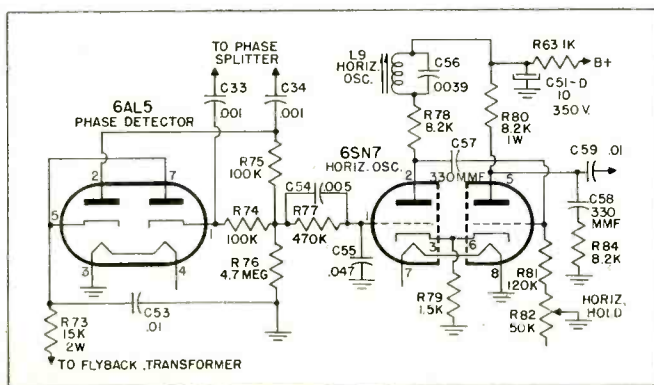 TO PHASE
SPLITTER
C33
.001
C34
.001
6AL5
PHASE DETECTOR
2
7
5
1
3
4
R75
100K
R74
100K
R76
4.7 MEG
C53
.01
R73
15K
2W
TO FLYBACK TRANSFORMER
C54
.005
R77
470K
C55
.047
L9
HORIZ.
OSC.
C56
.0039
R78
8.2K
C57
330 MMF
6SN7
HORIZ. OSC.
2
5
1
3
6
7
8
R79
1.5K
R63 1K
B+
C51-D
10
350 V.
R80
8.2K
1W
C59 .01
C58
330
MMF
R84
8.2K
R81
120K
R82
50K
HORIZ.
HOLD